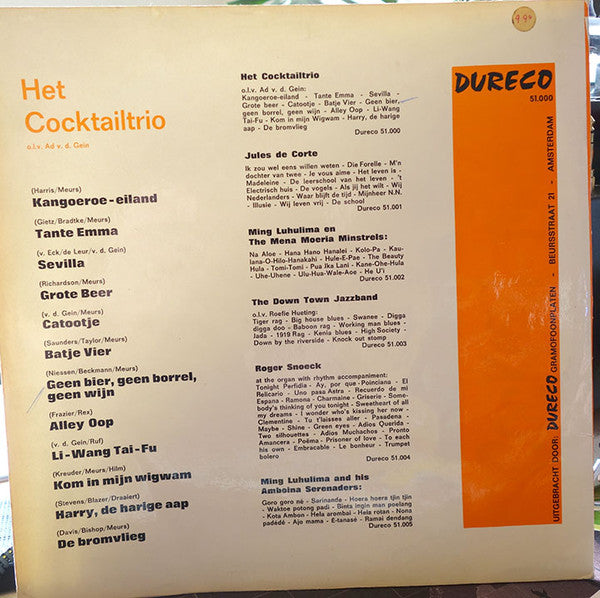 9.90
Het
Cocktailtrio
o.l.v. Ad v. d. Gein
(Harris/Meurs)
Kangoeroe-eiland
(Gietz/Bradtke/Meurs)
Tante Emma
(v. Eck/de Leur/v. d. Gein)
Sevilla
(Richardson/Meurs)
Grote Beer
(v. d. Gein/Meurs)
Catootje
(Saunders/Taylor/Meurs)
Batje Vier
(Niessen/Beckmann/Meurs)
Geen bier, geen borrel,
geen wijn
(Frazier/Rex)
Alley Oop
(v. d. Gein/Ruf)
Li-Wang Tai-Fu
(Kreuder/Meurs/Hilm)
Kom in mijn wigwam
(Stevens/Blazer/Draaiert)
Harry, de harige aap
(Davis/Bishop/Meurs)
De bromvlieg
Het Cocktailtrio
o.l.v. Ad v. d. Gein:
Kangoeroe-eiland - Tante Emma - Sevilla -
Grote beer - Catootje - Batje Vier - Geen bier,
geen borrel, geen wijn - Alley Oop - Li-Wang
Tai-Fu - Kom in mijn Wigwam - Harry, de harige
aap - De bromvlieg
Dureco 51.000
Jules de Corte
Ik zou wel eens willen weten - Die Forelle - M'n
dochter van twee - Je vous aime - Het leven is -
Madeleine - De leerschool van het leven - 't
Electrisch huis - De vogels - Als jij het wilt - Wij
Nederlanders - Waar blijft de tijd - Mijnheer N.N.
- Illusie - Wij leven vrij - De school
Dureco 51.001
Ming Luhulima en
The Mena Moeria Minstrels:
Na Aloe - Hana Hano Hanalei - Kolo-Pa - Kau-
lana-O-Hilo-Hanakahi - Hule-E-Pae - The Beauty
Hula - Tomi-Tomi - Pua Ika Lani - Kane-Ohe-Hula
- Uhe-Uhene - Ulu-Hua-Wale-Ace - He U'i
Dureco 51.002
The Down Town Jazzband
o.l.v. Roefie Hueting:
Tiger rag - Big house blues - Swanee - Digga
digga doo - Baboon rag - Working man blues -
Jada - 1919 Rag - Kenia blues - High Society -
Down by the riverside - Knock out stomp
Dureco 51.003
Roger Snoeck
at the organ with rhythm accompaniment:
Tonight Perfidia - Ay, por que - Poinciana - El
Relicario - Uno pasa Astra - Recuerdo de mi
Espana - Ramona - Charmaine - Griserie - Some-
body's thinking of you tonight - Sweetheart of all
my dreams - I wonder who's kissing her now -
Clementine - Tu t'laisses aller - Pasadena -
Maybe - Shine - Green eyes - Adios Querida -
Two silhouettes - Adios Muchachos - Pronto
Amancera - Poëma - Prisoner of love - To each
his own - Embracable - Le bonheur - Trumpet
bolero
Dureco 51.004
Ming Luhulima and his
Amboina Serenaders:
Goro goro né - Sarinande - Hoera hoere tjin tjin
- Waktoe potong padi - Binta ingin man poelang
- Kota Ambon - Hela arombai - Hela rotan - Nona
padédé - Ajo mama - É-tanasé - Ramai dendang
Dureco 51.005
DURECO
51.000
UITGEBRACHT DOOR: DURECO GRAMOFOONPLATEN - BEURSSTRAAT 21 - AMSTERDAM